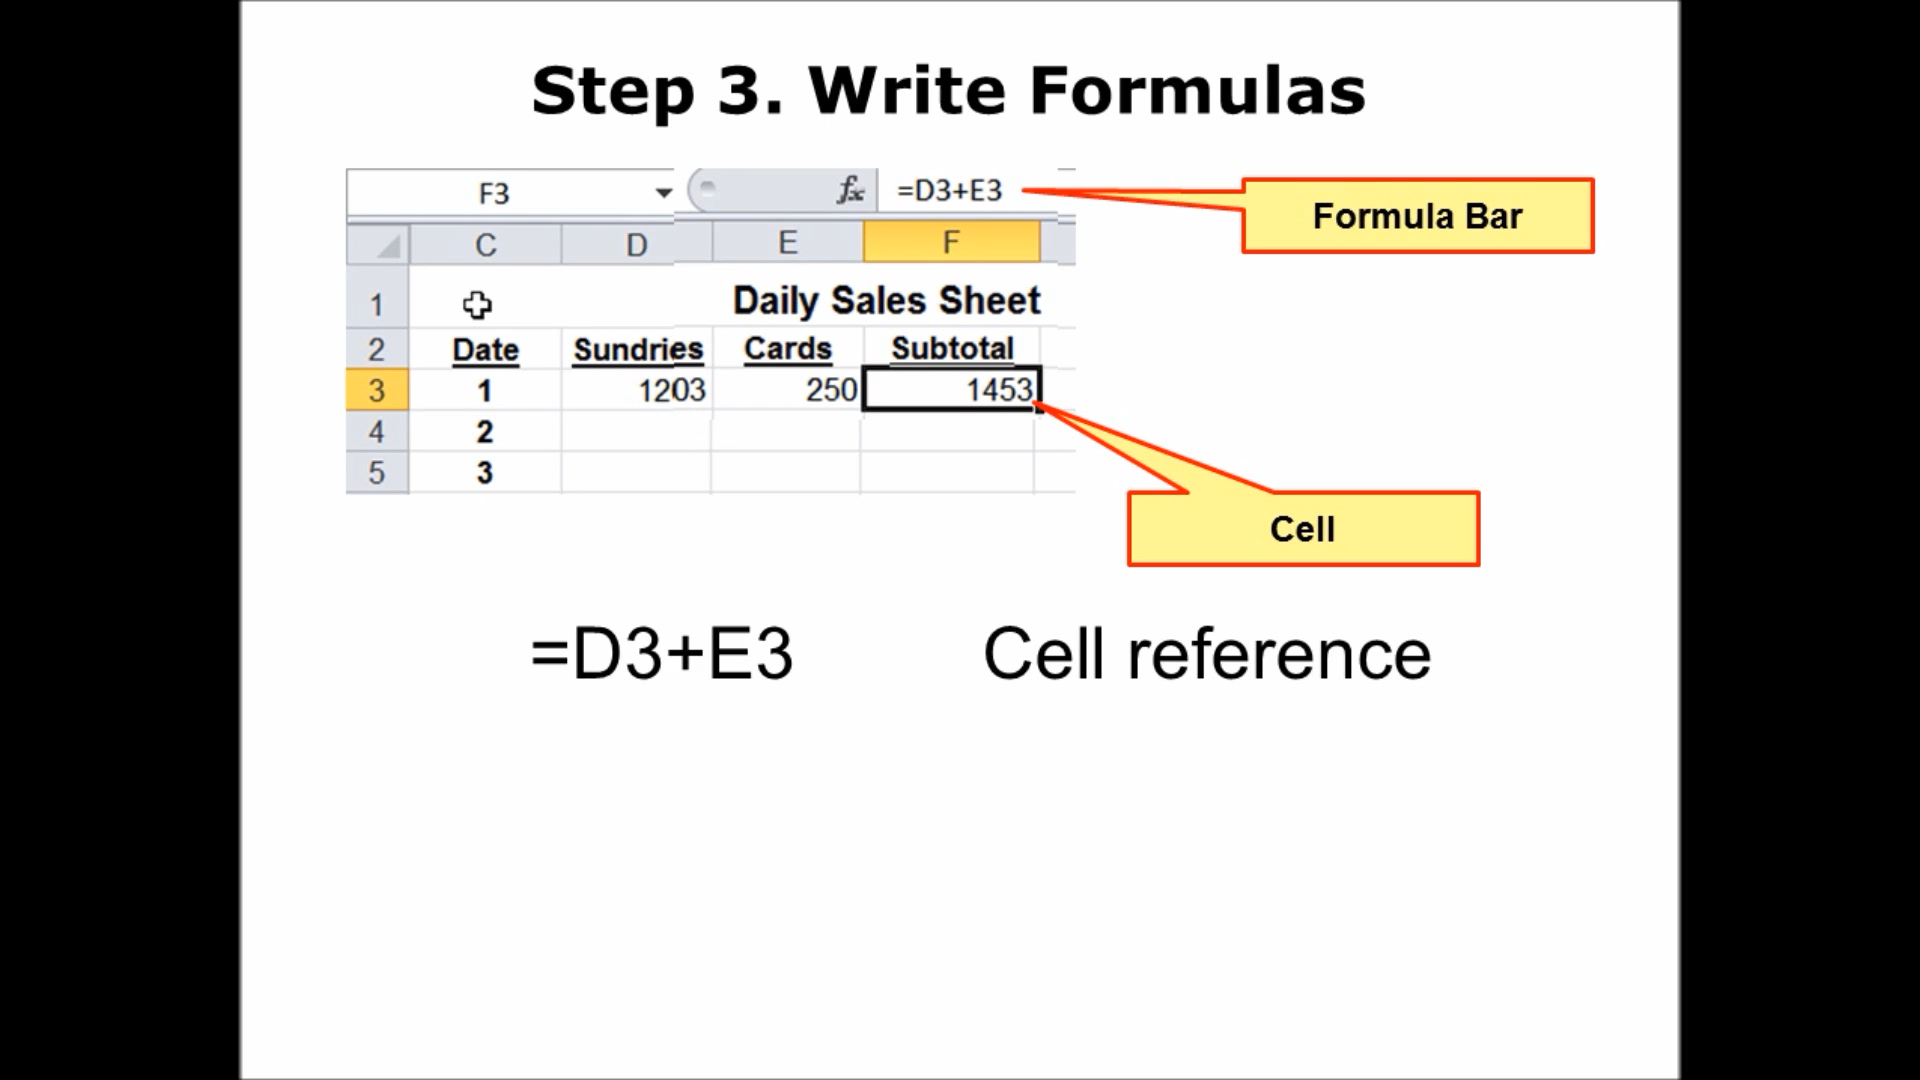 Step 3. Write Formulas
F3 fx =D3+E3
Formula Bar
C D E F
1 Daily Sales Sheet
2 Date Sundries Cards Subtotal
3 1 1203 250 1453
4 2
5 3
Cell
=D3+E3 Cell reference